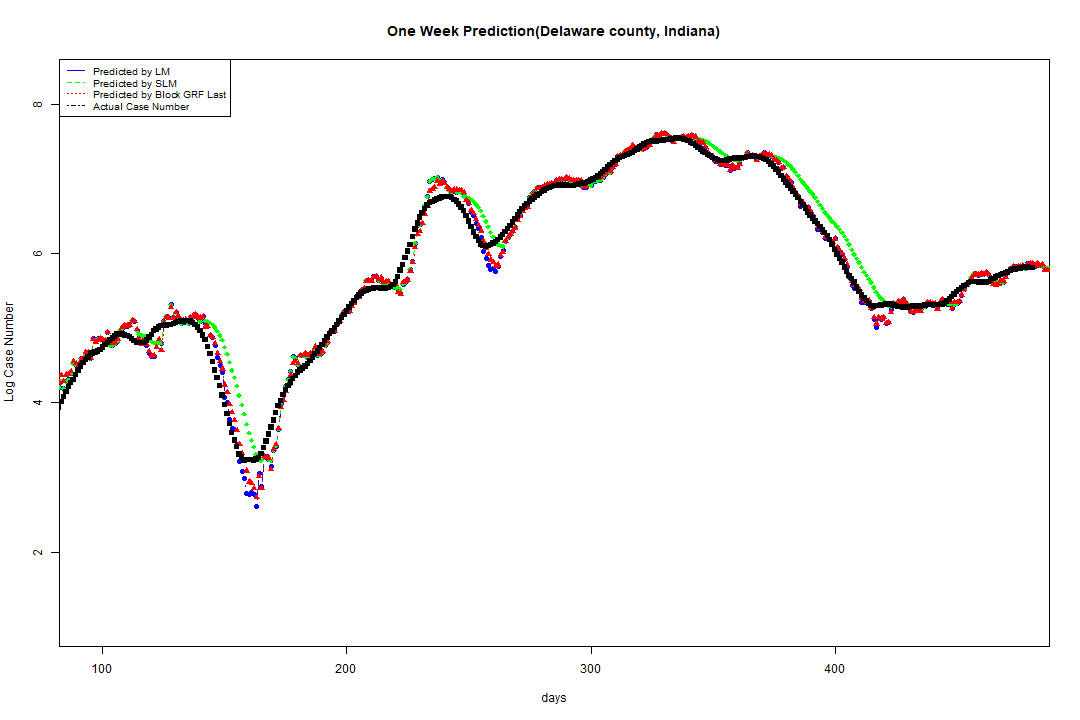 One Week Prediction(Delaware county, Indiana)
Predicted by LM
Predicted by SLM
Predicted by Block GRF Last
Actual Case Number
8
6
4
2
Log Case Number
100 200 300 400
days